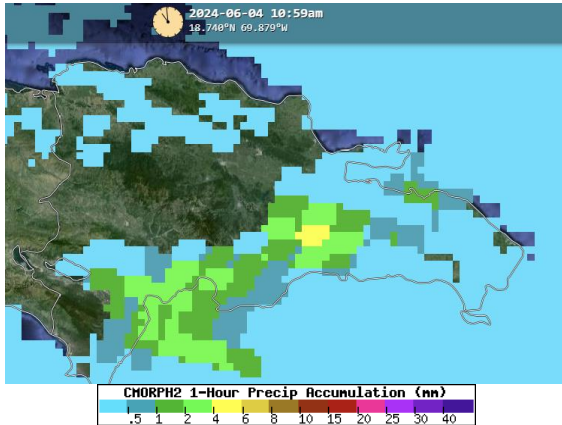 2024-06-04 10:59am
18.740°N 69.879°W
CMORPH2 1-Hour Precip Accumulation (mm)
.5 1 2 4 6 8 10 15 20 25 30 40